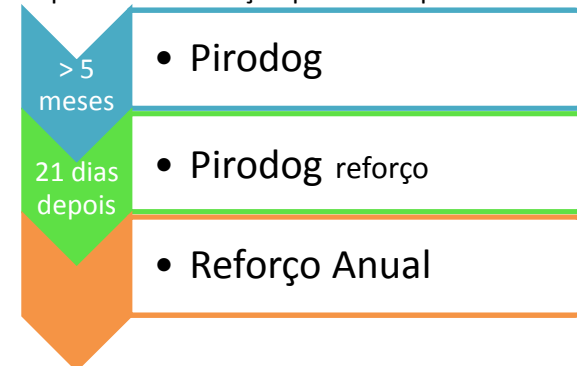 > 5
meses
• Pirodog
21 dias
depois
• Pirodog reforço
• Reforço Anual